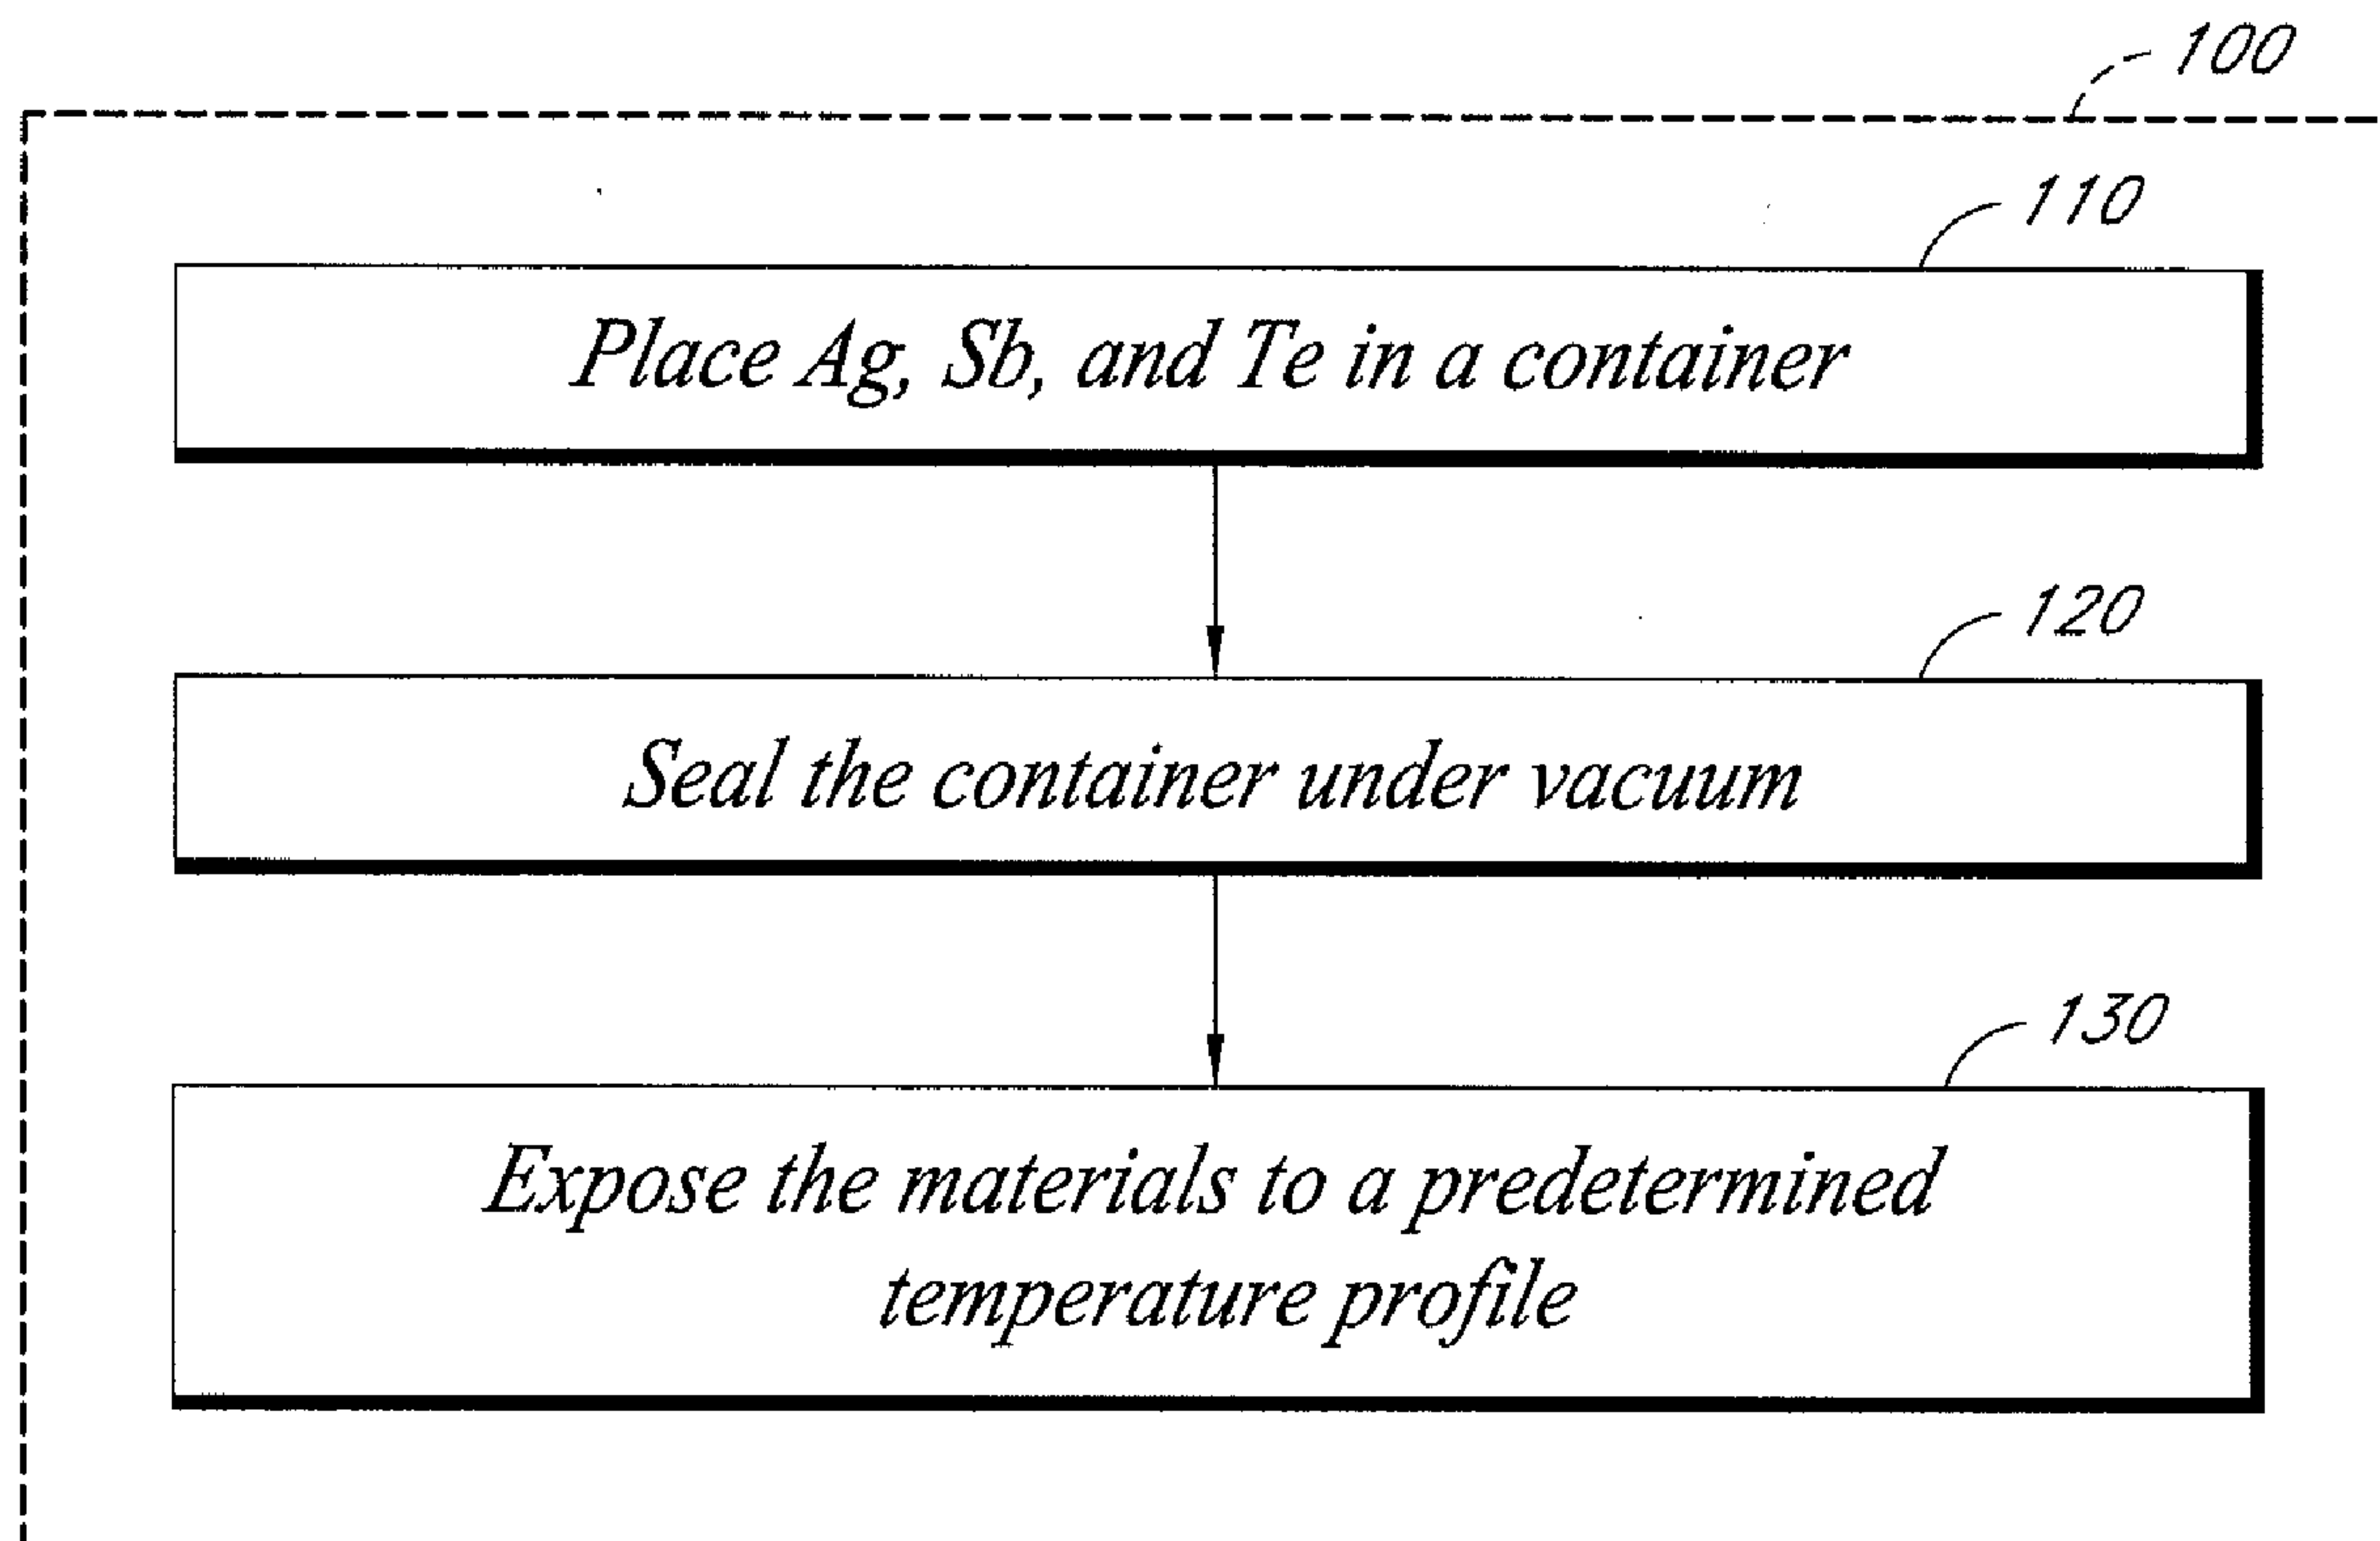 100
110
Place Ag, Sb, and Te in a container
120
Seal the container under vacuum
130
Expose the materials to a predetermined
temperature profile